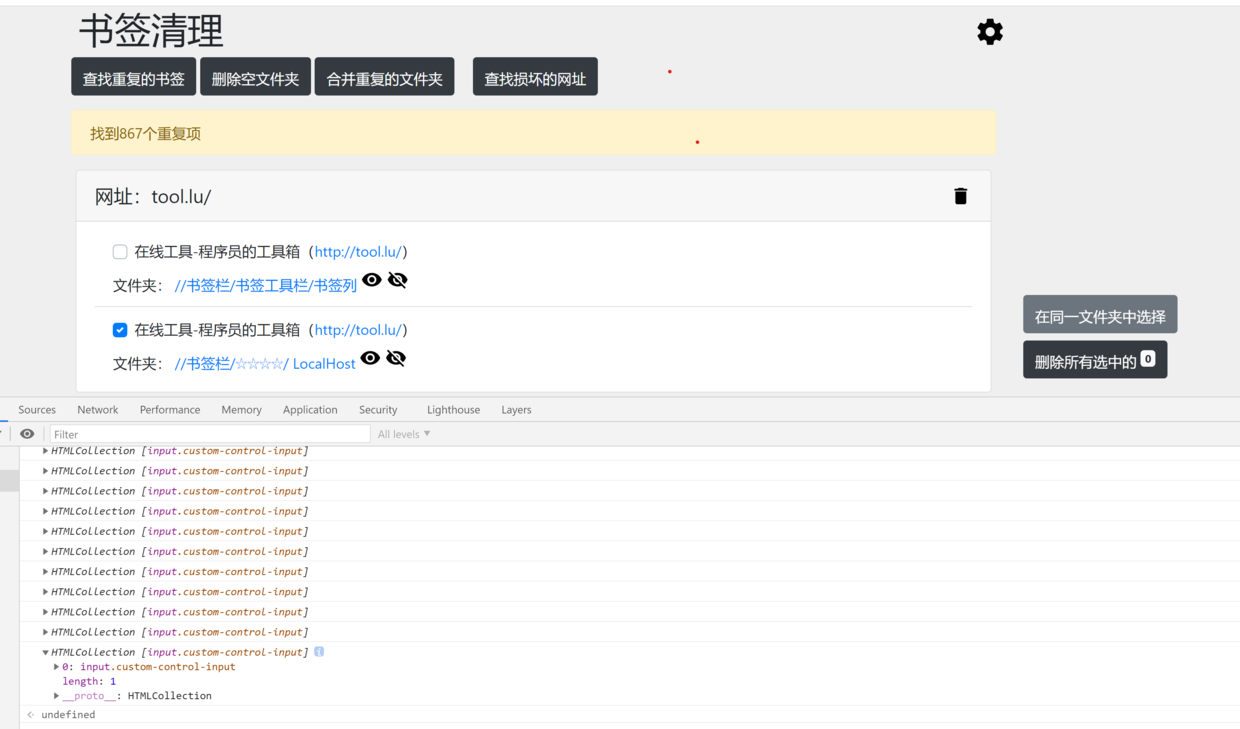 书签清理
查找重复的书签 删除空文件夹 合并重复的文件夹 查找损坏的网址
找到867个重复项
网址：tool.lu/
在线工具-程序员的工具箱（http://tool.lu/）
文件夹： //书签栏/书签工具栏/书签列
在线工具-程序员的工具箱（http://tool.lu/）
文件夹： //书签栏/☆☆☆☆/ LocalHost
在同一文件夹中选择
删除所有选中的 0
Sources Network Performance Memory Application Security Lighthouse Layers
Filter All levels ▼
▶HTMLCollection [input.custom-control-input]
▶HTMLCollection [input.custom-control-input]
▶HTMLCollection [input.custom-control-input]
▶HTMLCollection [input.custom-control-input]
▶HTMLCollection [input.custom-control-input]
▶HTMLCollection [input.custom-control-input]
▶HTMLCollection [input.custom-control-input]
▶HTMLCollection [input.custom-control-input]
▶HTMLCollection [input.custom-control-input]
▶HTMLCollection [input.custom-control-input]
▼HTMLCollection [input.custom-control-input] i
▶0: input.custom-control-input
length: 1
▶__proto__: HTMLCollection
undefined